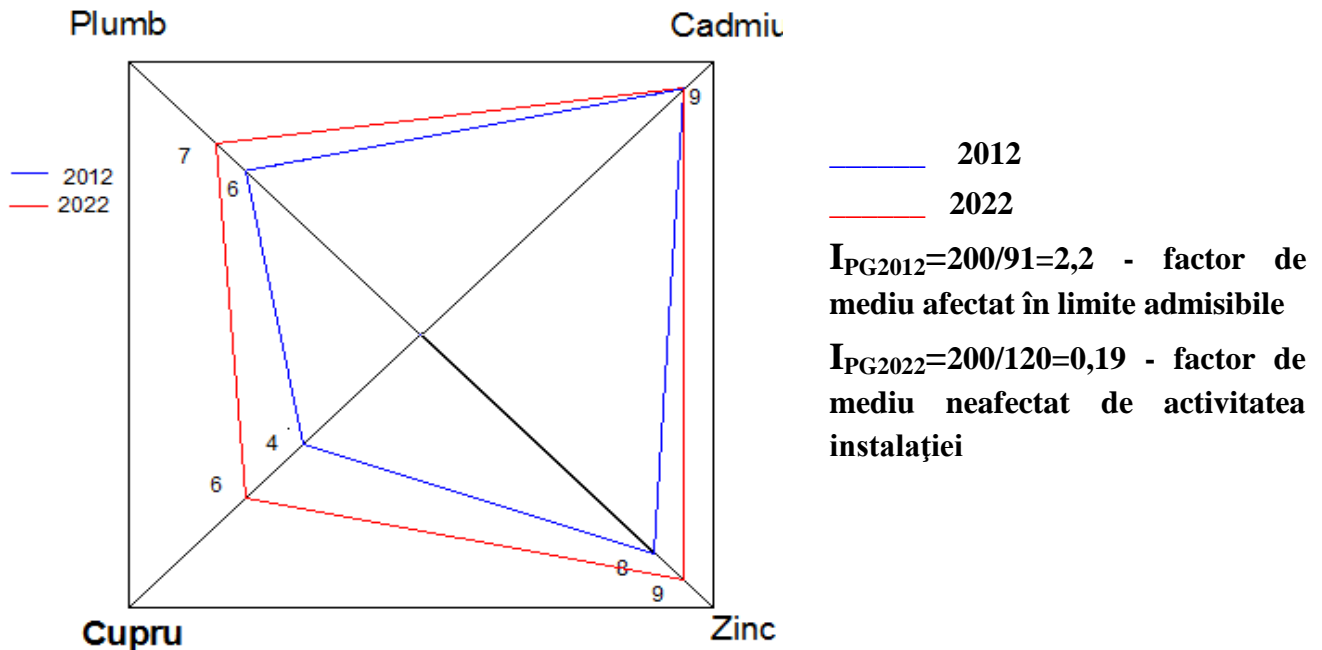 Plumb
Cadmiu
9
7
6
2012
2022
4
6
8
9
Cupru
Zinc
______ 2012
______ 2022
IPG2012=200/91=2,2 - factor de
mediu afectat în limite admisibile
IPG2022=200/120=0,19 - factor de
mediu neafectat de activitatea
instalaţiei